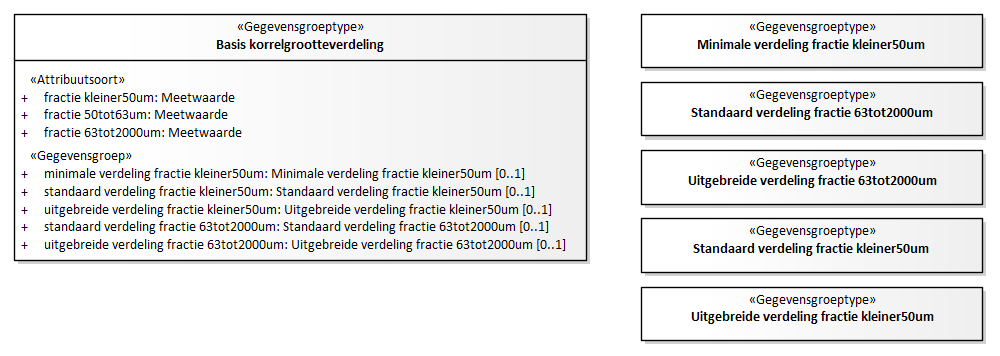 «Gegevensgroeptype»
Basis korrelgrootteverdeling
«Attribuutsoort»
+ fractie kleiner50um: Meetwaarde
+ fractie 50tot63um: Meetwaarde
+ fractie 63tot2000um: Meetwaarde
«Gegevensgroep»
+ minimale verdeling fractie kleiner50um: Minimale verdeling fractie kleiner50um [0..1]
+ standaard verdeling fractie kleiner50um: Standaard verdeling fractie kleiner50um [0..1]
+ uitgebreide verdeling fractie kleiner50um: Uitgebreide verdeling fractie kleiner50um [0..1]
+ standaard verdeling fractie 63tot2000um: Standaard verdeling fractie 63tot2000um [0..1]
+ uitgebreide verdeling fractie 63tot2000um: Uitgebreide verdeling fractie 63tot2000um [0..1]
«Gegevensgroeptype»
Minimale verdeling fractie kleiner50um
«Gegevensgroeptype»
Standaard verdeling fractie 63tot2000um
«Gegevensgroeptype»
Uitgebreide verdeling fractie 63tot2000um
«Gegevensgroeptype»
Standaard verdeling fractie kleiner50um
«Gegevensgroeptype»
Uitgebreide verdeling fractie kleiner50um